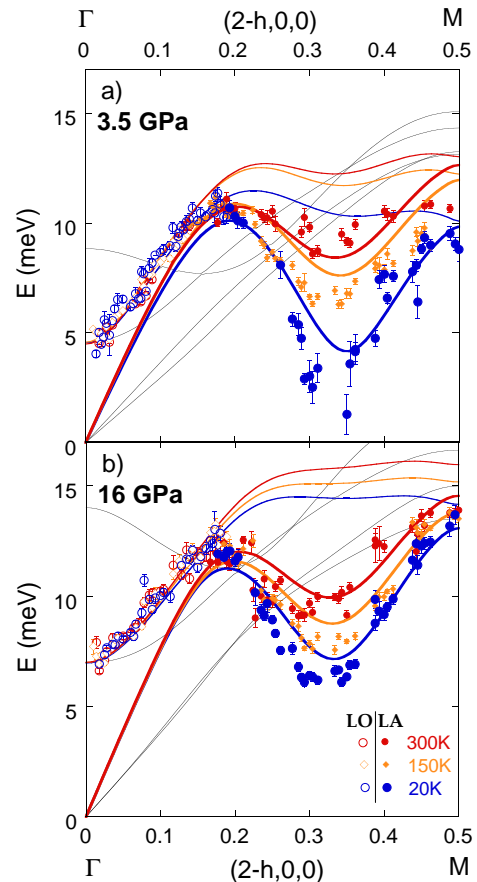 Γ (2-h,0,0) M
0 0.1 0.2 0.3 0.4 0.5
a)
3.5 GPa
15
10
5
0
E (meV)
b)
16 GPa
15
10
5
0
E (meV)
LO LA
300K
150K
20K
0 0.1 0.2 0.3 0.4 0.5
Γ (2-h,0,0) M